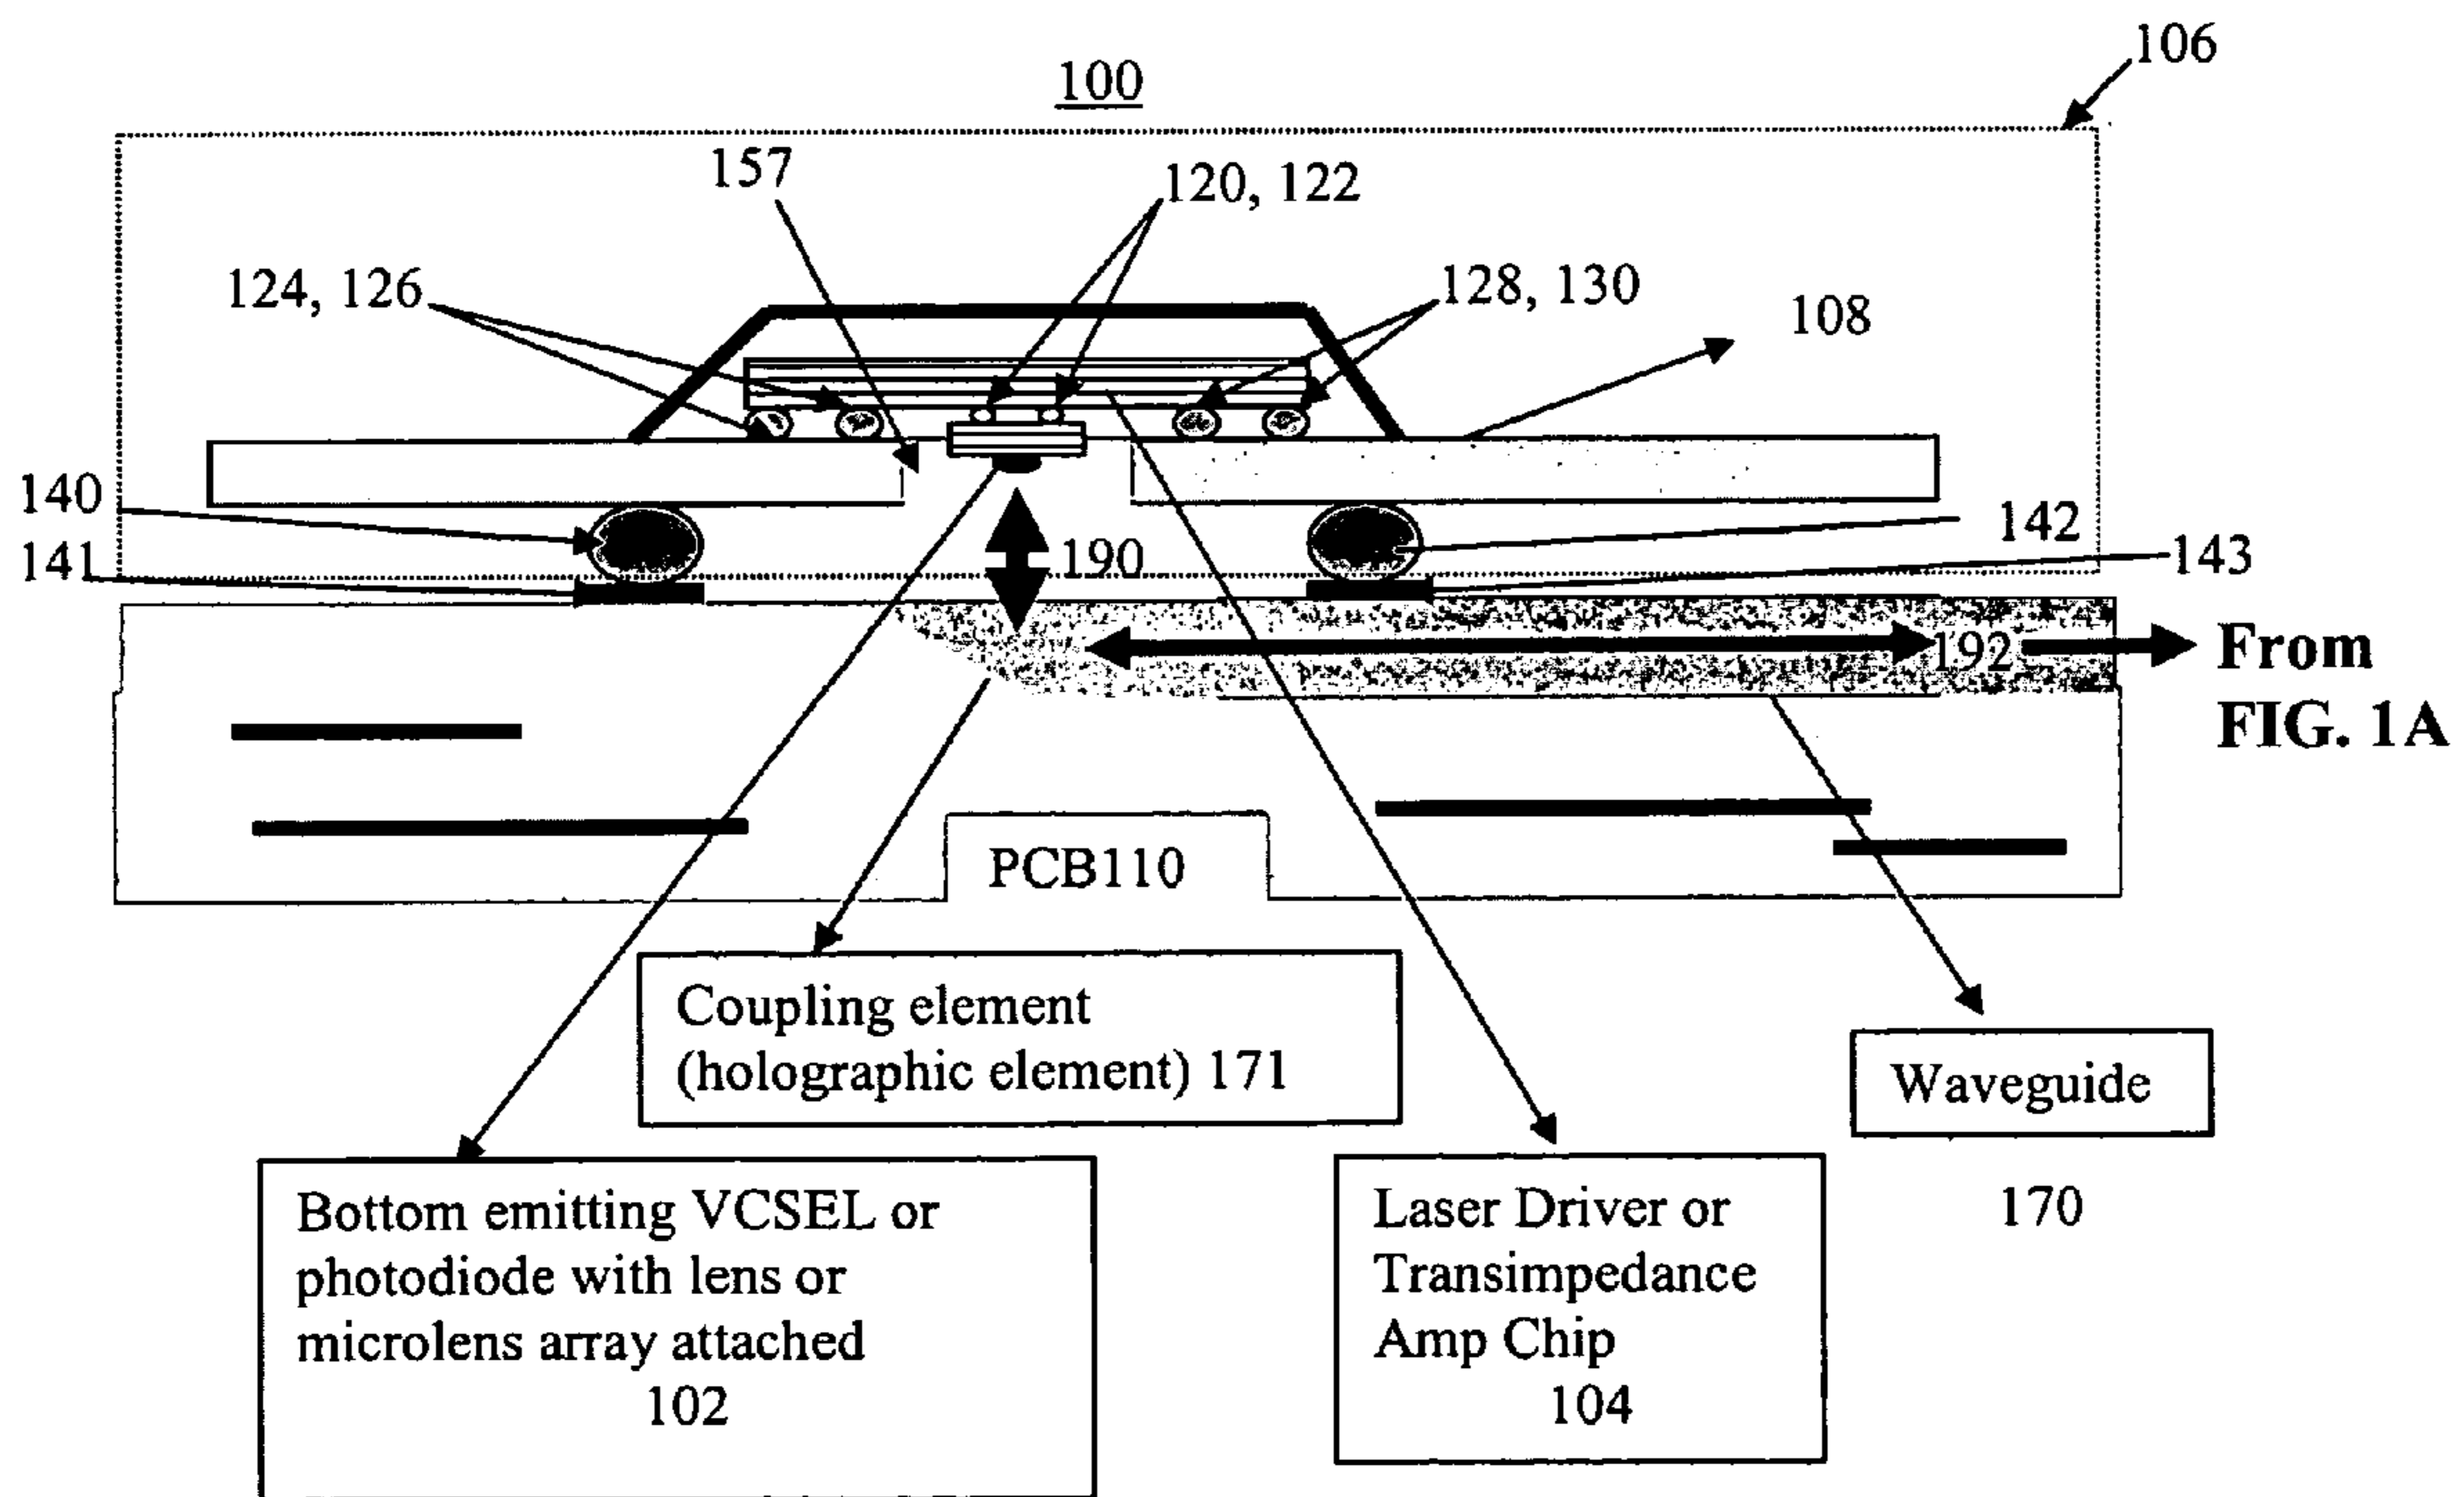 106
100
157
120, 122
124, 126
128, 130
108
140
142
141
190
143
192
From
FIG. 1A
PCB110
Coupling element
(holographic element) 171
Waveguide
170
Bottom emitting VCSEL or
photodiode with lens or
microlens array attached
102
Laser Driver or
Transimpedance
Amp Chip
104